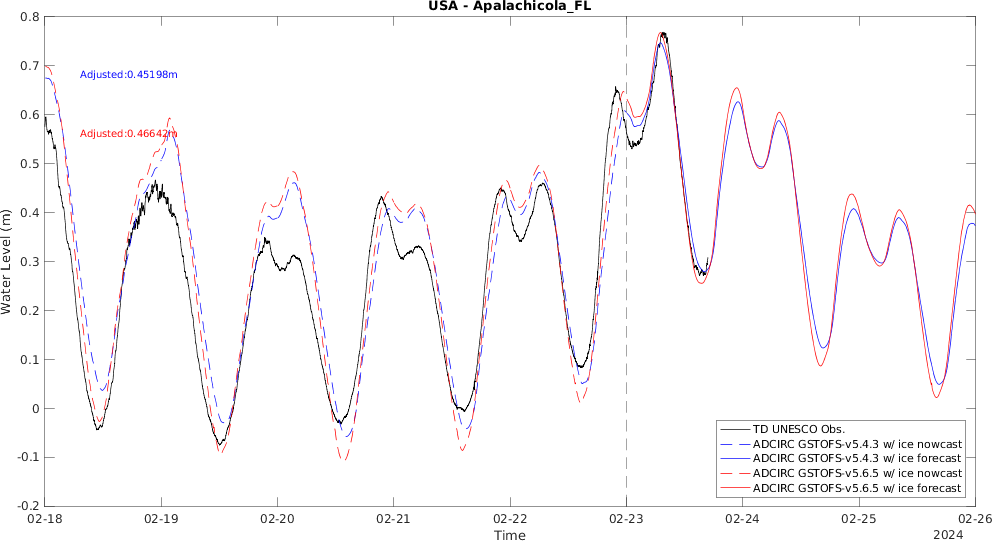 USA - Apalachicola_FL
0.8
0.7
0.6
0.5
0.4
0.3
0.2
0.1
0
-0.1
-0.2
Water Level (m)
Adjusted:0.45198m
Adjusted:0.46642m
TD UNESCO Obs.
ADCIRC GSTOFS-v5.4.3 w/ ice nowcast
ADCIRC GSTOFS-v5.4.3 w/ ice forecast
ADCIRC GSTOFS-v5.6.5 w/ ice nowcast
ADCIRC GSTOFS-v5.6.5 w/ ice forecast
02-18 02-19 02-20 02-21 02-22 02-23 02-24 02-25 02-26
Time
2024